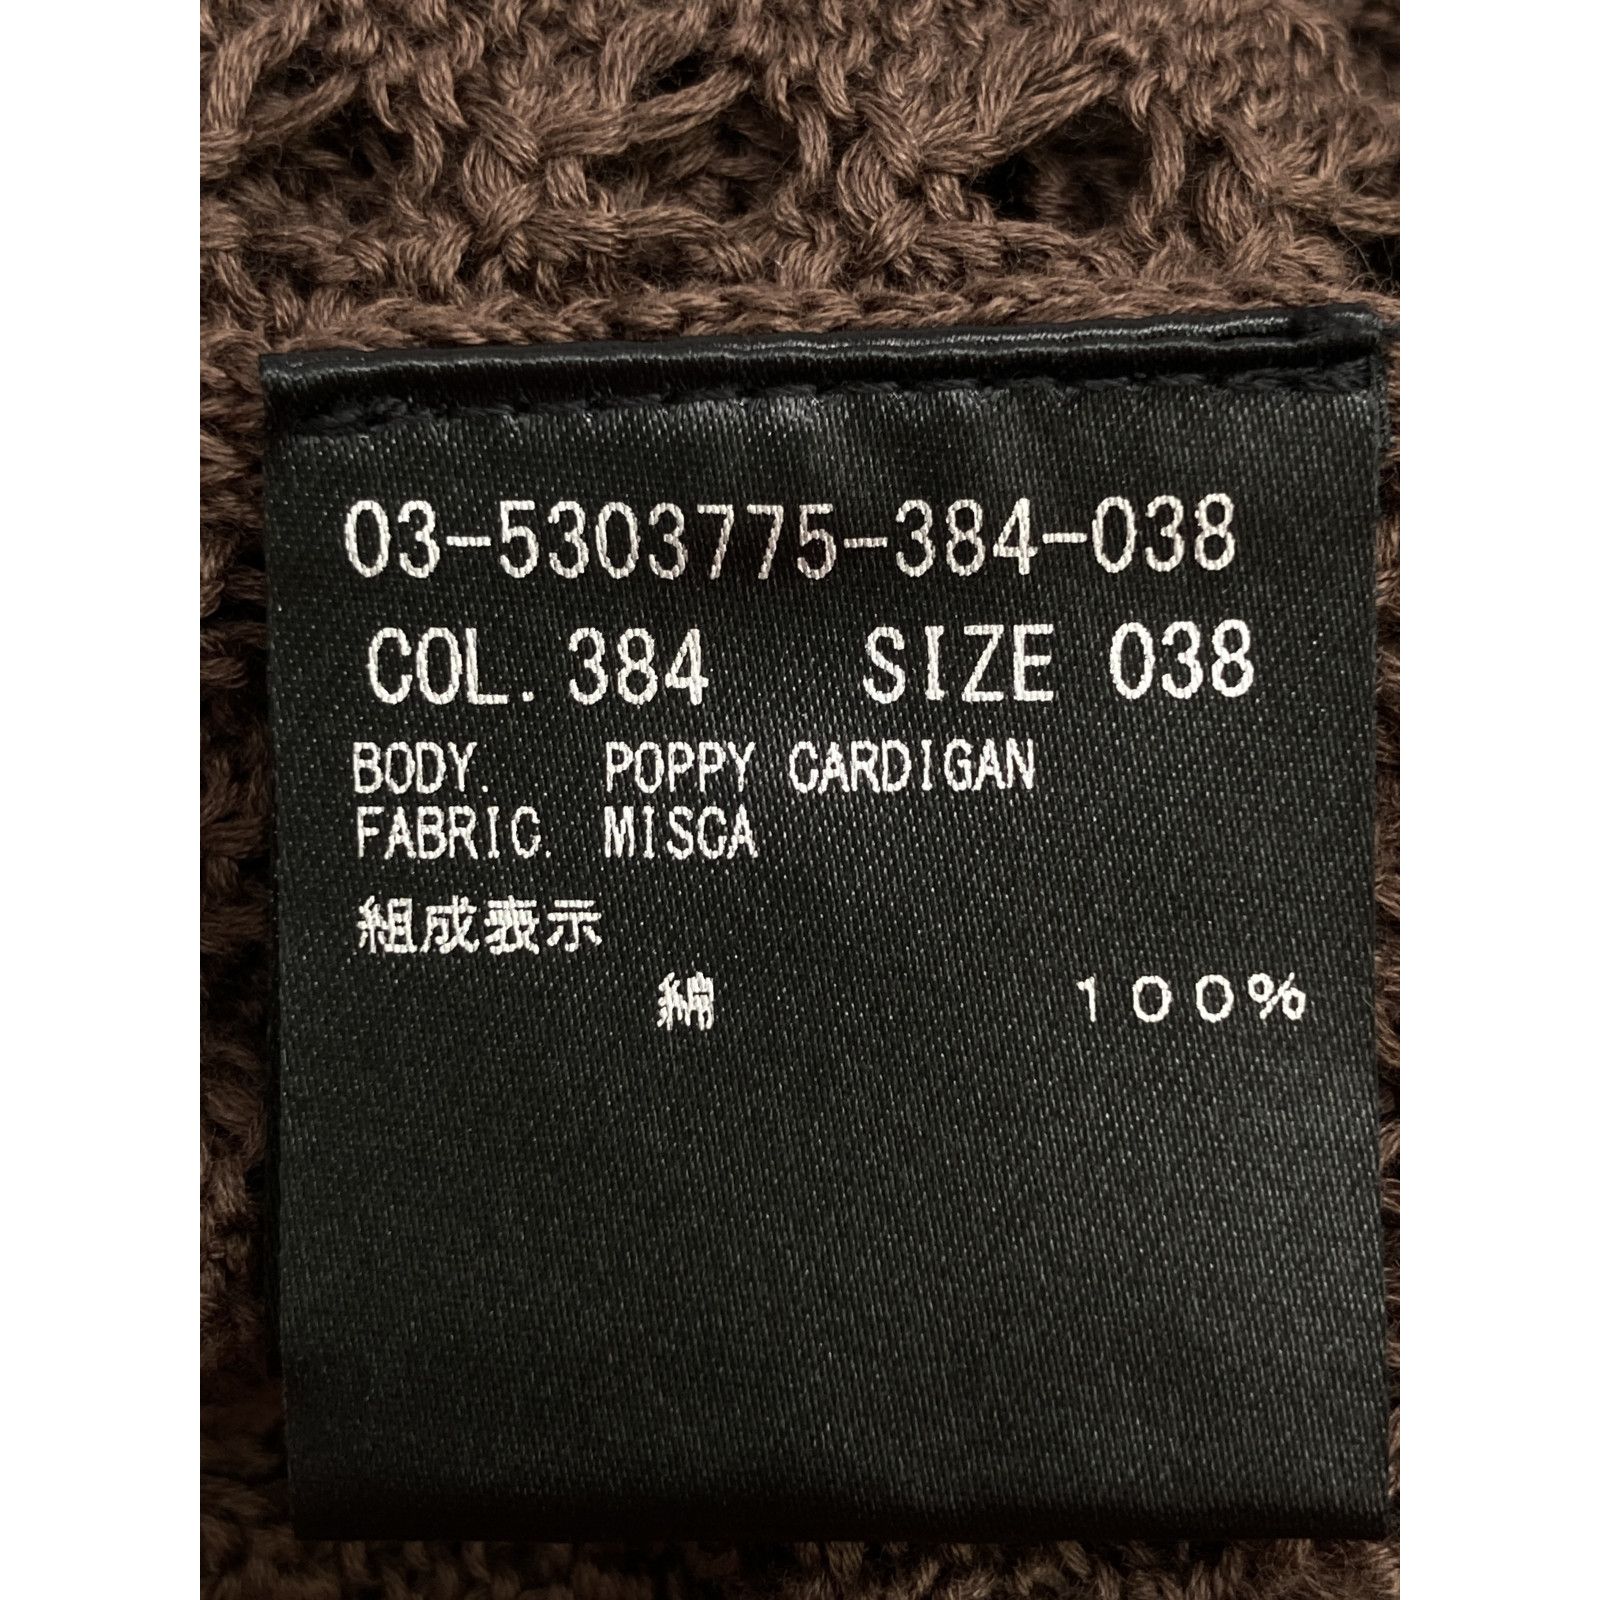 03-5303775-384-038
COL. 384 SIZE 038
BODY. POPPY CARDIGAN
FABRIC. MISCA
組成表示
綿 100%